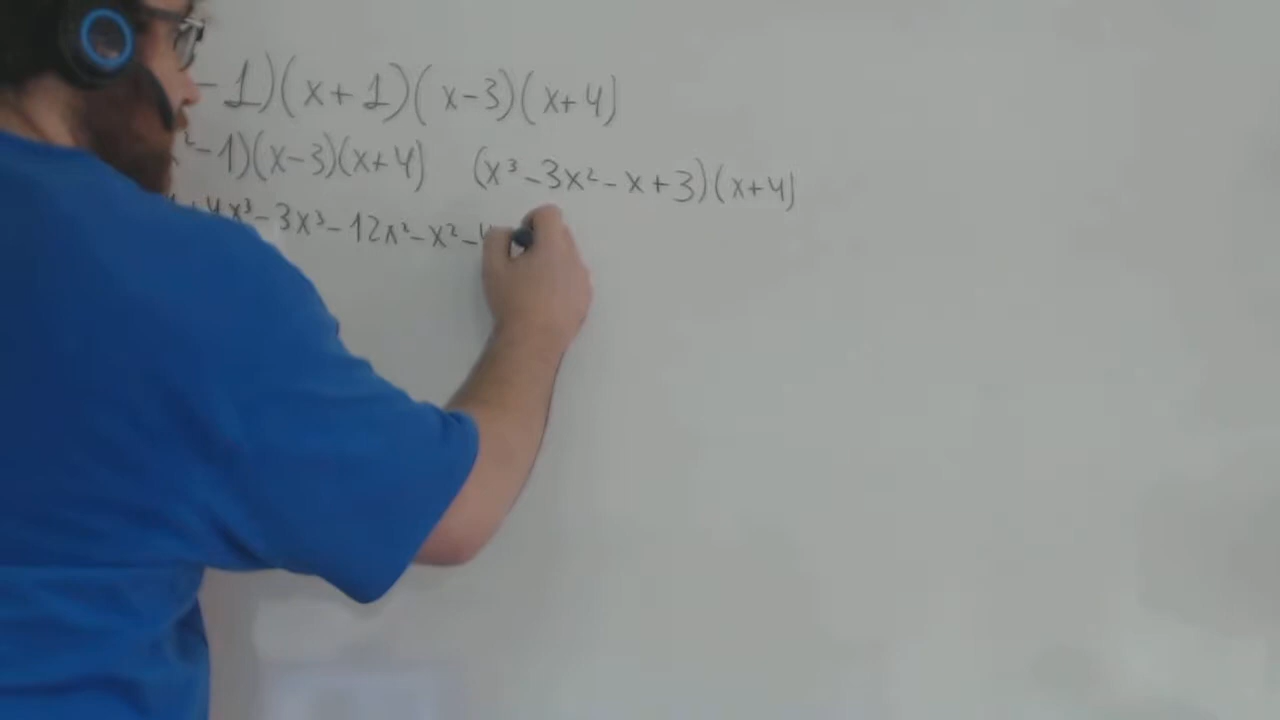 - 1)(x+1)(x-3)(x+4)
²-1)(x-3)(x+4) (x³-3x²-x+3)(x+4)
+4x³-3x³-12x²-x²-4